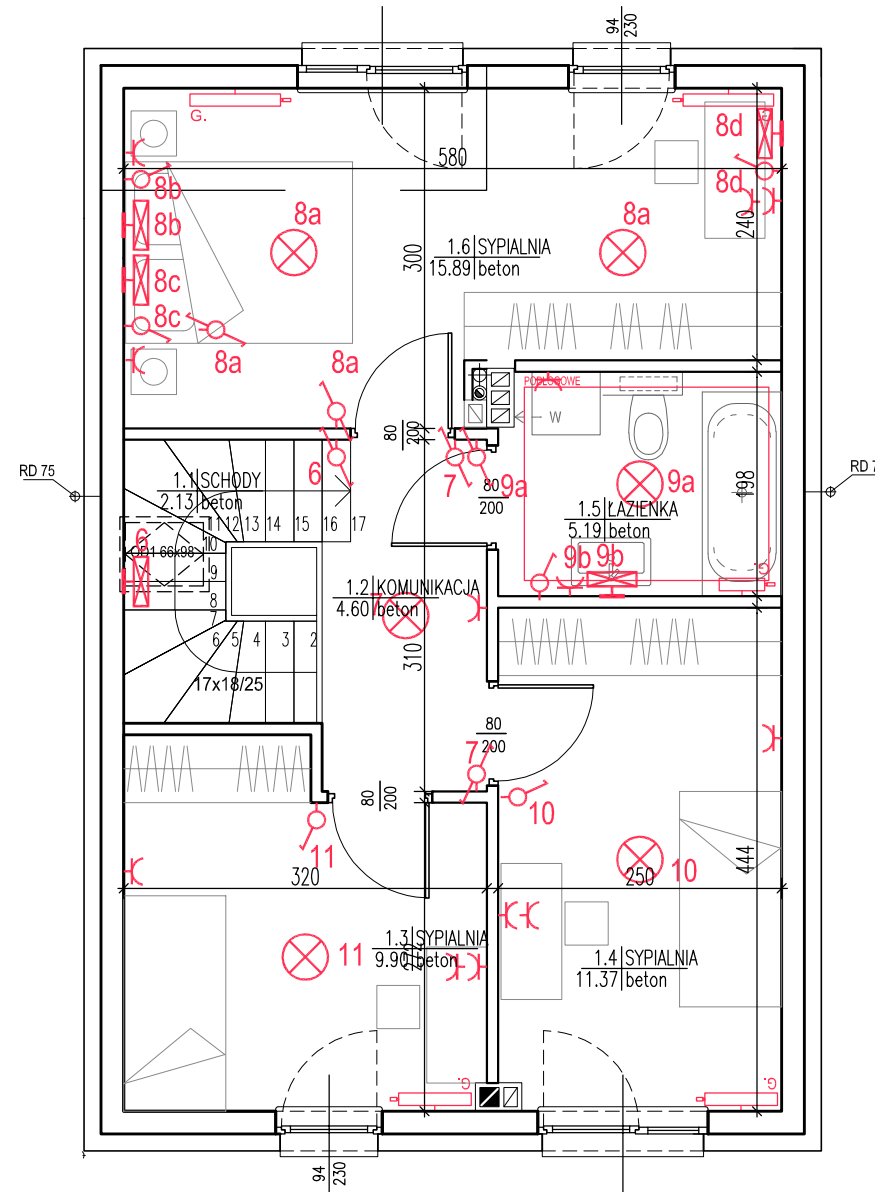 94
230
G.
8d
580
8b
8d
8b
8a
8a
240
1.6 SYPIALNIA
15.89 beton
300
8c
8c
8a
8a
PODŁOGOWE
W
80
200
6
7
9a
RD 75
1.1 SCHODY
2.13 beton
80
200
9a
198
1.5 ŁAZIENKA
5.19 beton
11 12 13 14 15 16 17
6
10
9
8
7
9b 9b
G.
1.2 KOMUNIKACJA
4.60 beton
7
6 5 4 3 2
310
17x18/25
80
200
7
80
200
10
11
444
320
250
10
1.3 SYPIALNIA
9.90 beton
11
1.4 SYPIALNIA
11.37 beton
G.
G.
94
230